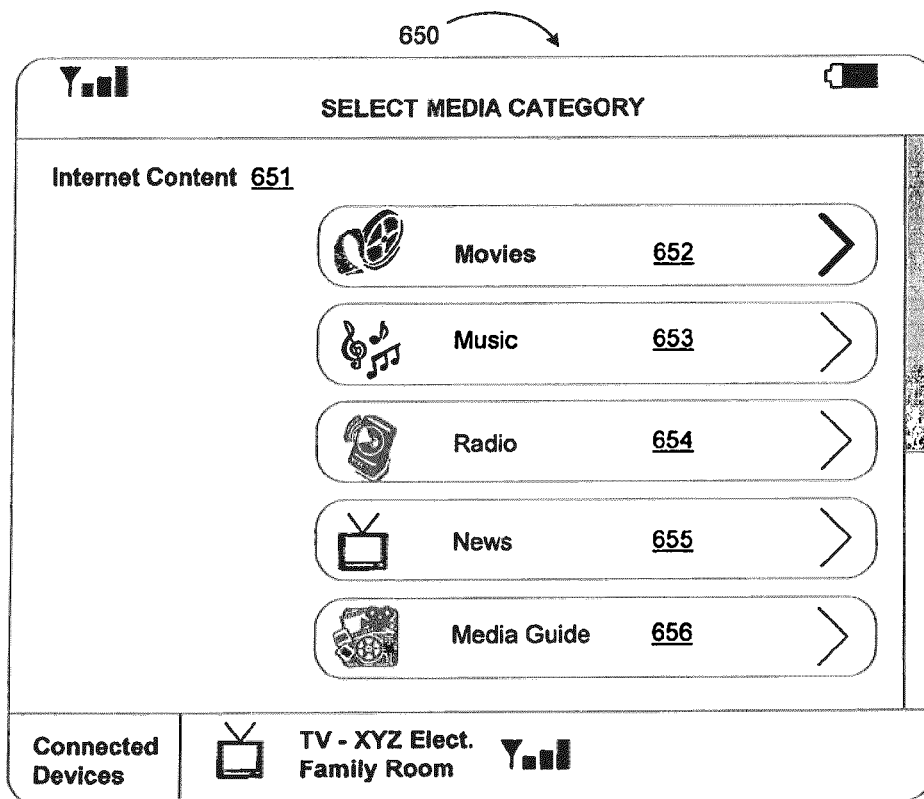 650
SELECT MEDIA CATEGORY
Internet Content 651
Movies 652
Music 653
Radio 654
News 655
Media Guide 656
Connected Devices
TV - XYZ Elect.
Family Room